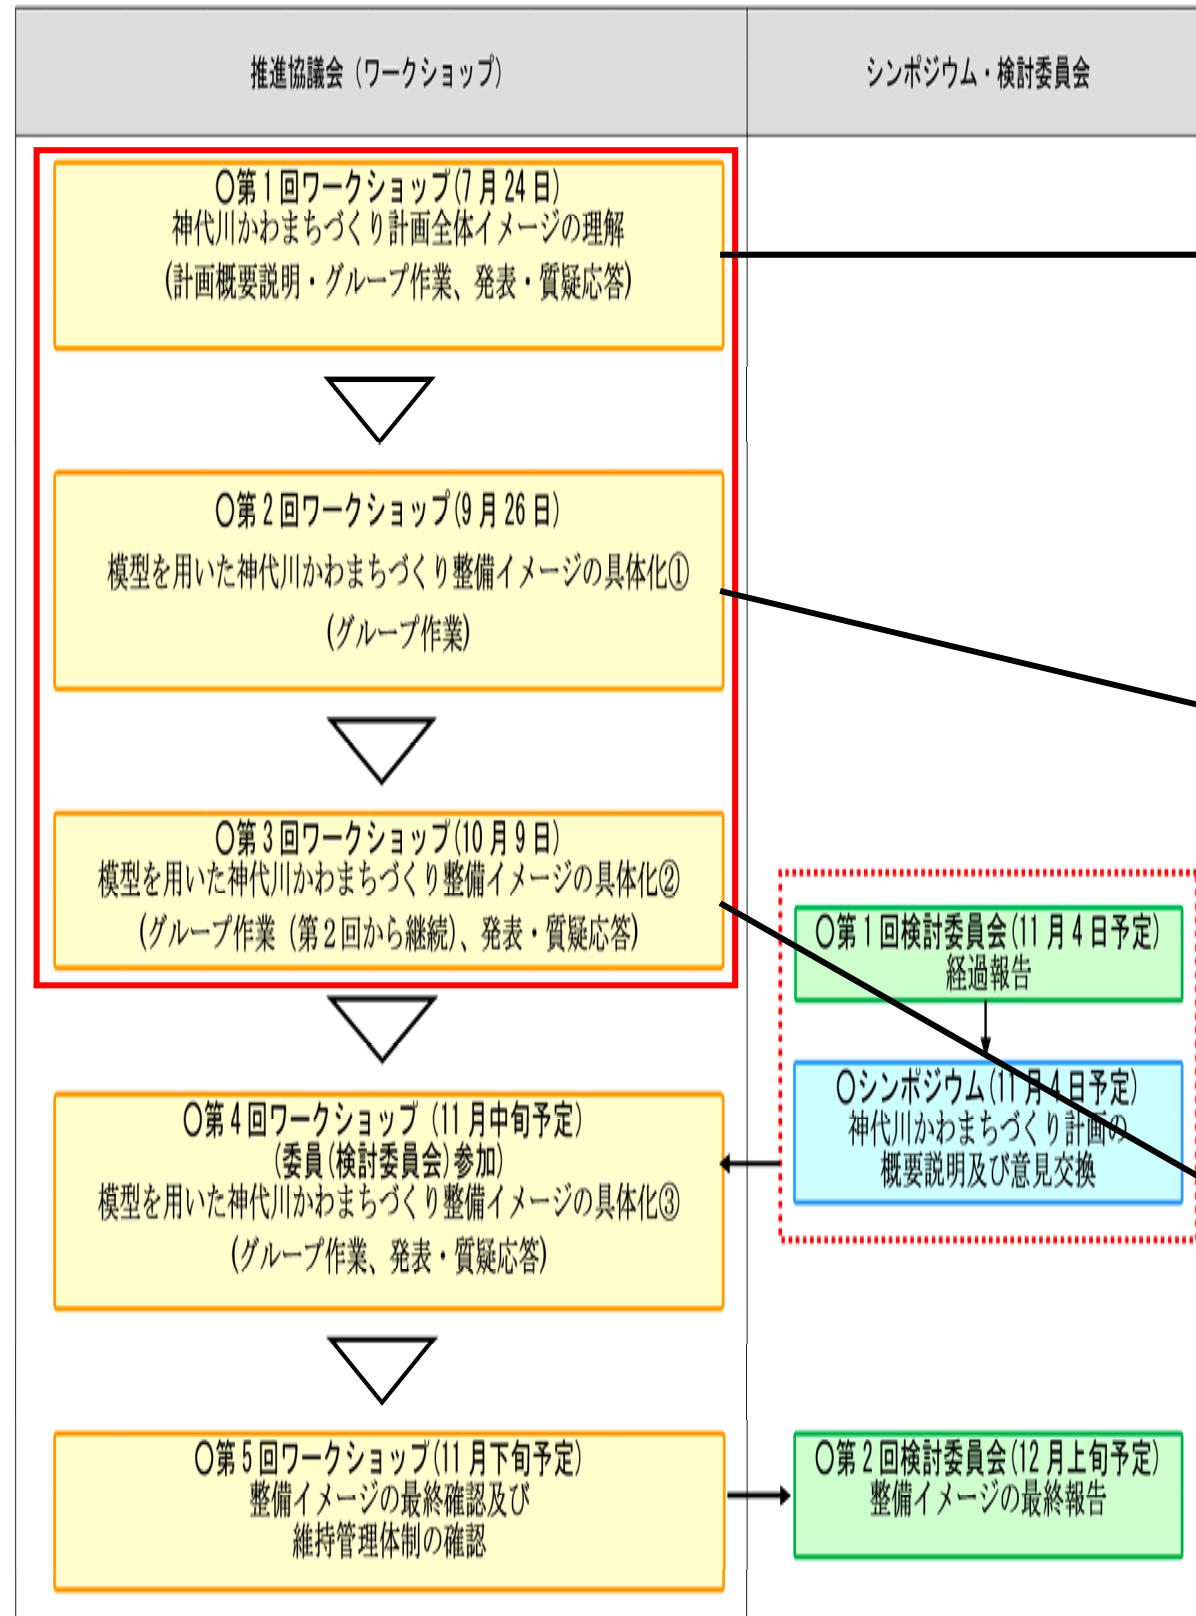 推進協議会（ワークショップ）
シンポジウム・検討委員会
○第１回ワークショップ(7月24日)
神代川かわまちづくり計画全体イメージの理解
(計画概要説明・グループ作業、発表・質疑応答)
○第２回ワークショップ(9月26日)
模型を用いた神代川かわまちづくり整備イメージの具体化①
(グループ作業)
○第３回ワークショップ(10月9日)
模型を用いた神代川かわまちづくり整備イメージの具体化②
(グループ作業（第２回から継続）、発表・質疑応答)
○第１回検討委員会(11月4日予定)
経過報告
○シンポジウム(11月4日予定)
神代川かわまちづくり計画の
概要説明及び意見交換
○第４回ワークショップ（11月中旬予定)
(委員(検討委員会)参加)
模型を用いた神代川かわまちづくり整備イメージの具体化③
(グループ作業、発表・質疑応答)
○第５回ワークショップ(11月下旬予定)
整備イメージの最終確認及び
維持管理体制の確認
○第２回検討委員会(12月上旬予定)
整備イメージの最終報告